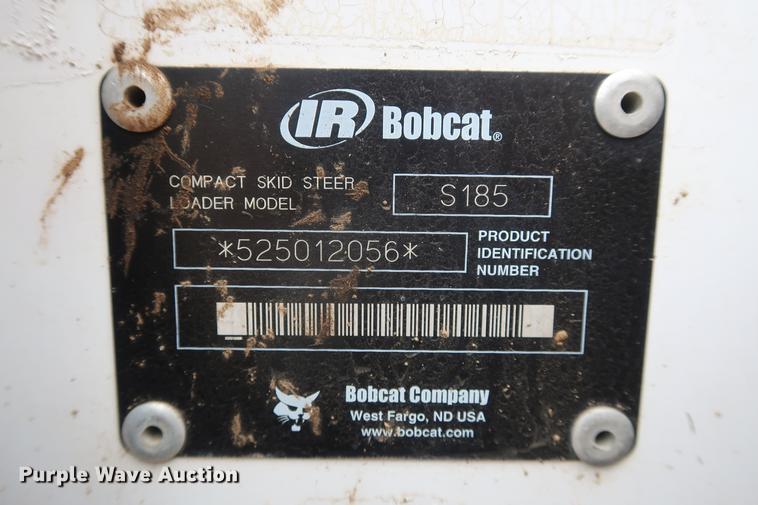 IR Bobcat®
COMPACT SKID STEER
LOADER MODEL
S185
*525012056*
PRODUCT
IDENTIFICATION
NUMBER
Bobcat Company
West Fargo, ND USA
www.bobcat.com
Purple Wave Auction